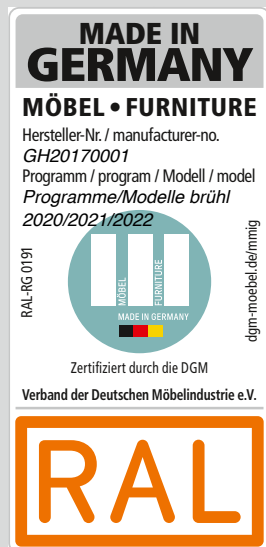 MADE IN
GERMANY
MÖBEL • FURNITURE
Hersteller-Nr. / manufacturer-no.
GH20170001
Programm / program / Modell / model
Programme/Modelle brühl
2020/2021/2022
RAL-RG 0191
MÖBEL
FURNITURE
MADE IN GERMANY
dgm-moebel.de/mmig
Zertifiziert durch die DGM
Verband der Deutschen Möbelindustrie e.V.
RAL